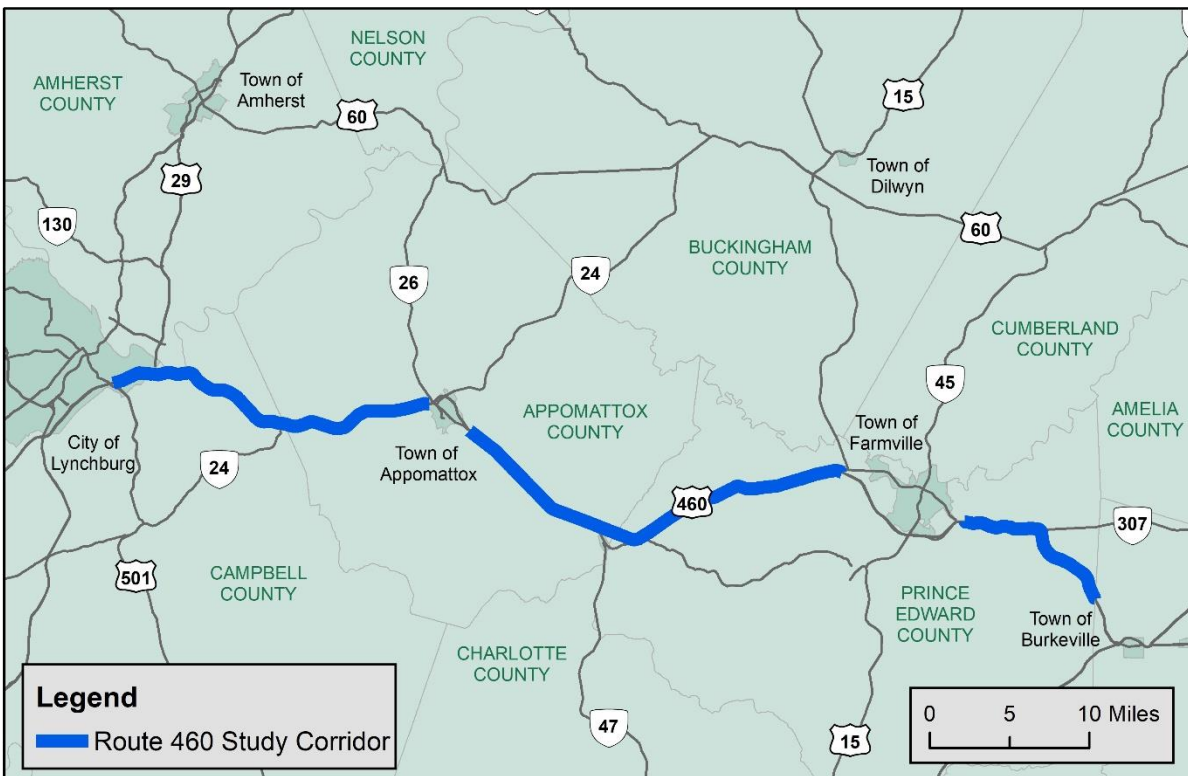 NELSON
COUNTY
AMHERST
COUNTY
Town of
Amherst
60
15
29
Town of
Dilwyn
130
60
BUCKINGHAM
COUNTY
26
24
CUMBERLAND
COUNTY
45
APPOMATTOX
COUNTY
AMELIA
COUNTY
City of
Lynchburg
24
Town of
Appomattox
Town of
Farmville
460
307
501
CAMPBELL
COUNTY
PRINCE
EDWARD
COUNTY
Town of
Burkeville
CHARLOTTE
COUNTY
Legend
Route 460 Study Corridor
47
15
0 5 10 Miles